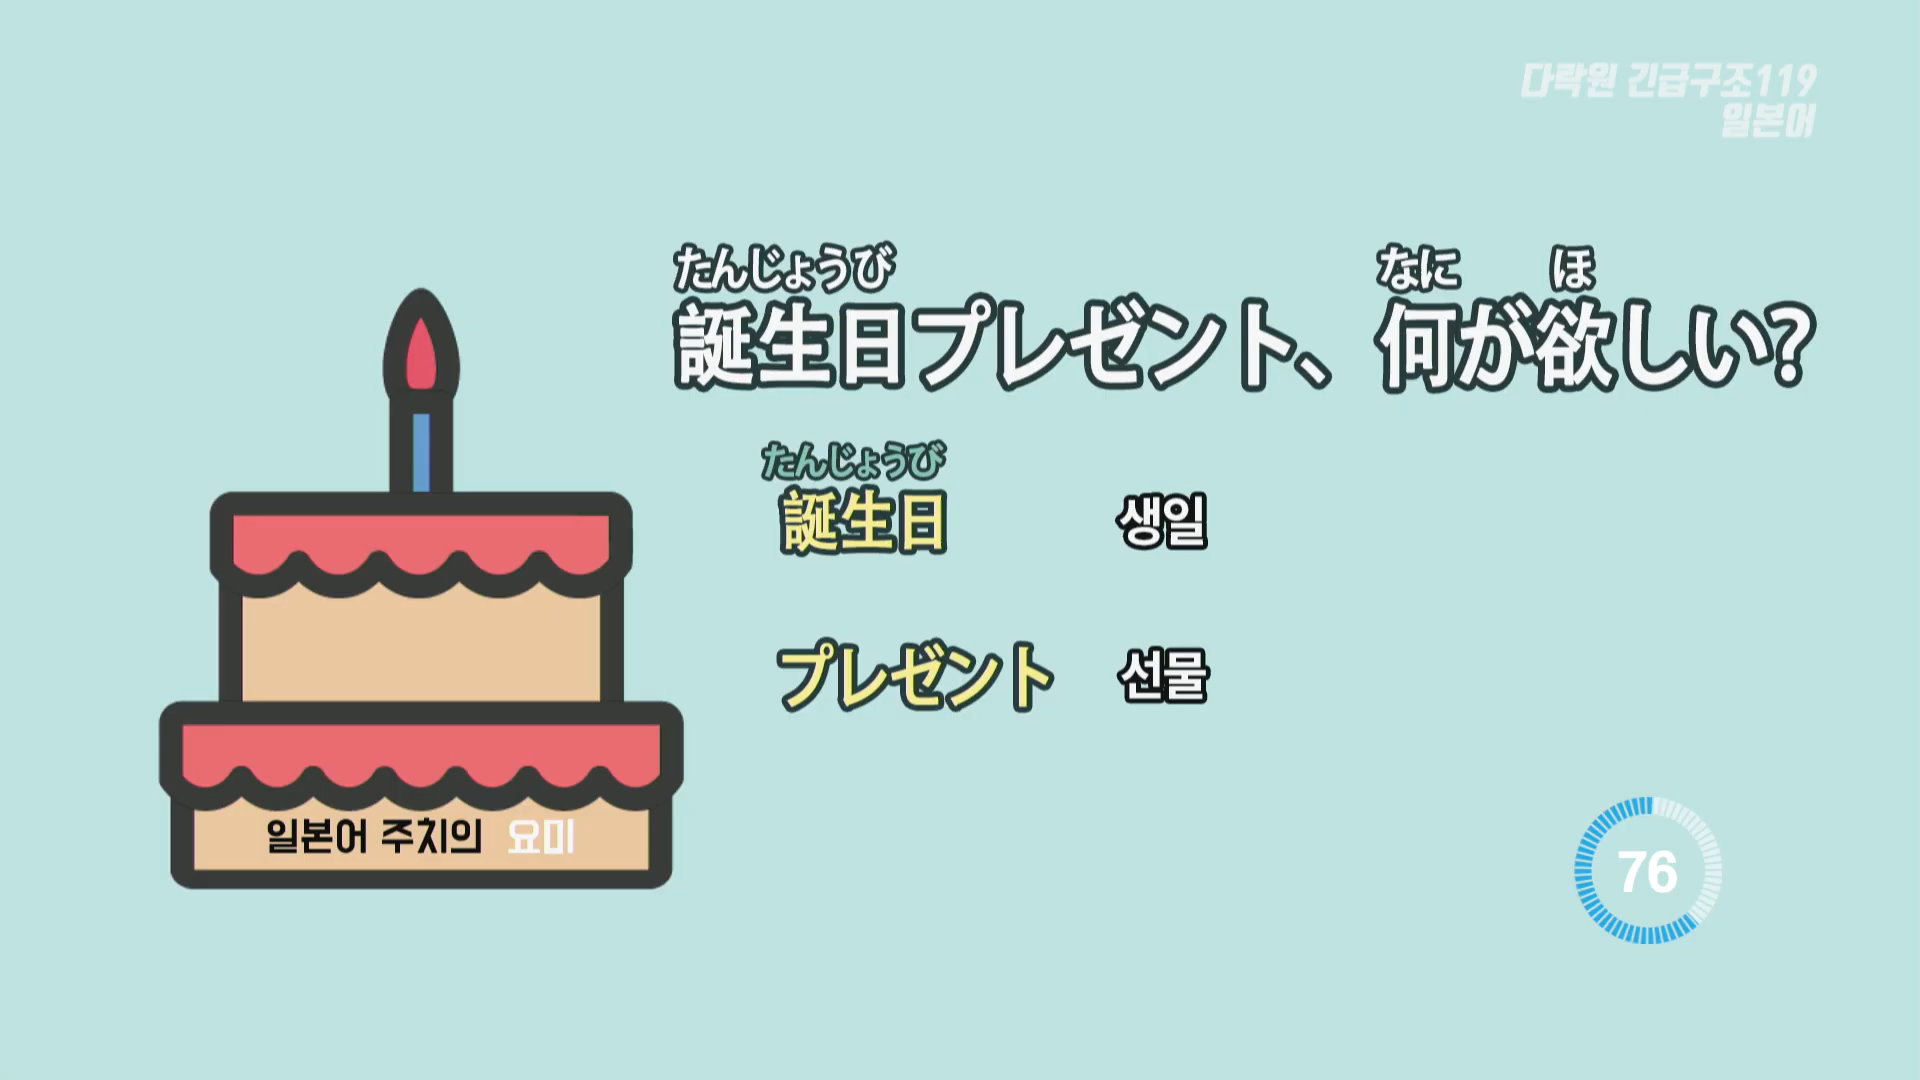 다락원 긴급구조119
일본어
たんじょうび なに ほ
誕生日プレゼント、何が欲しい?
たんじょうび
誕生日 생일
プレゼント 선물
일본어 주치의 요미
76